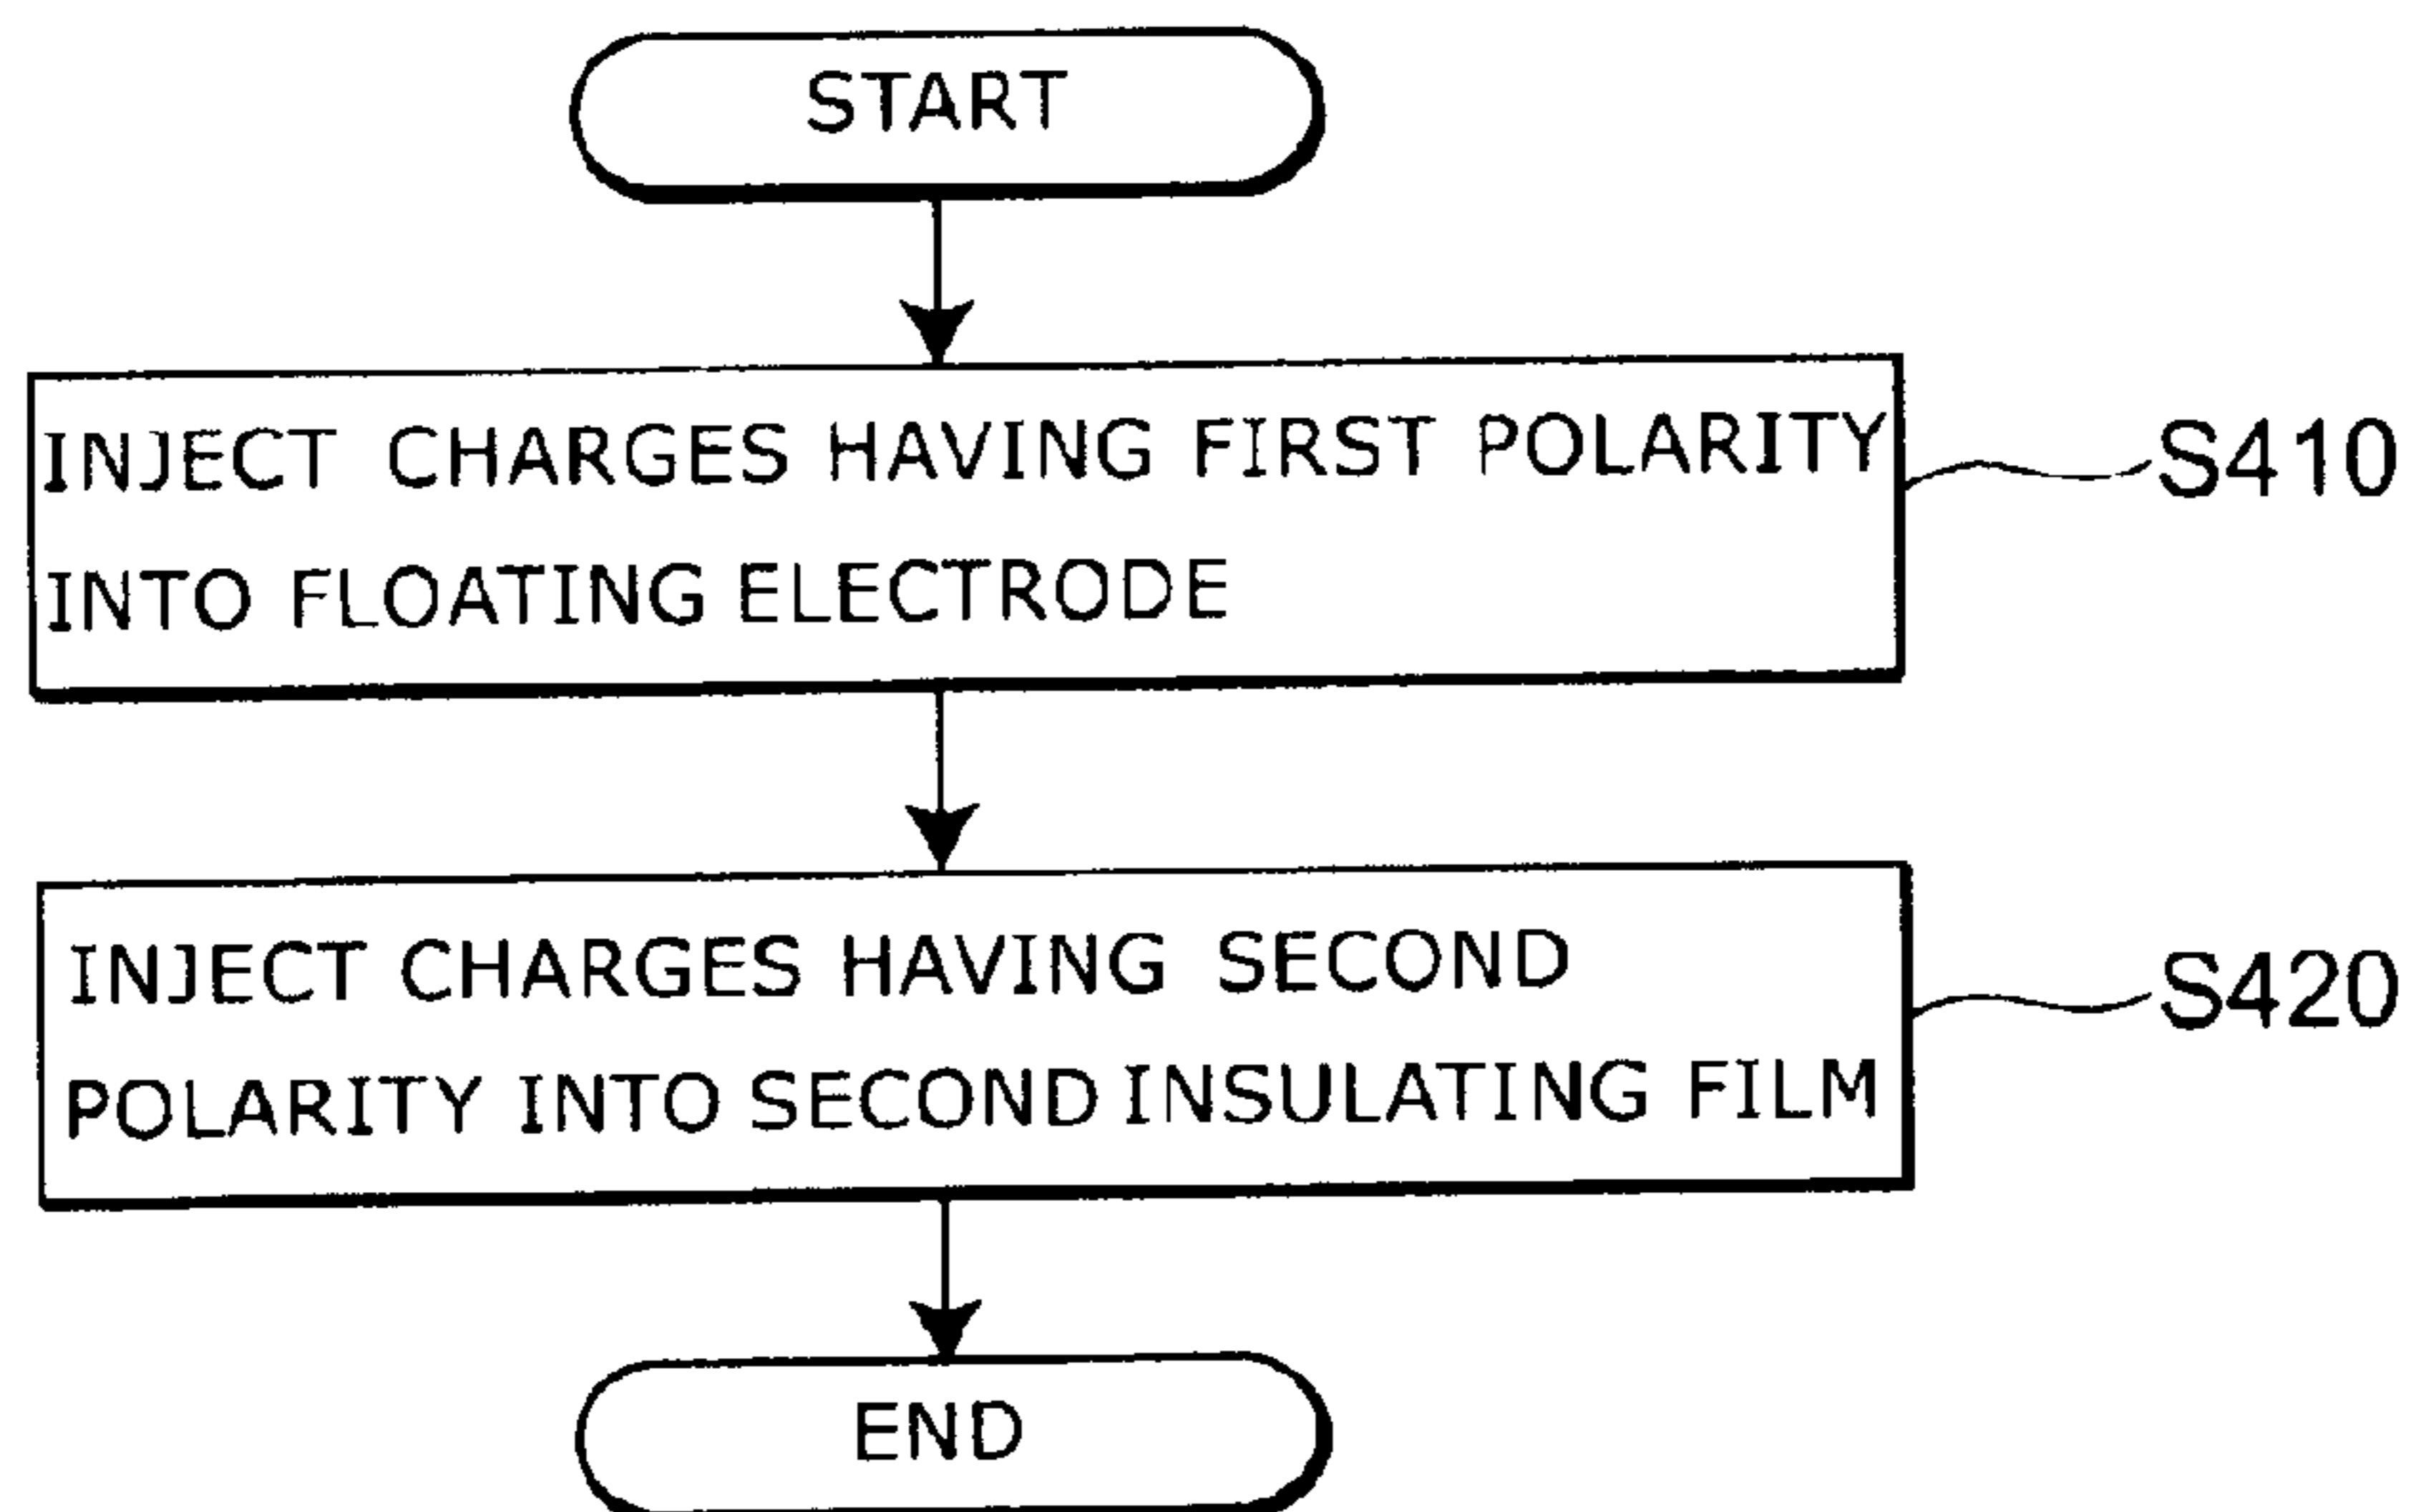 START
INJECT CHARGES HAVING FIRST POLARITY
INTO FLOATING ELECTRODE
S410
INJECT CHARGES HAVING SECOND
POLARITY INTO SECOND INSULATING FILM
S420
END